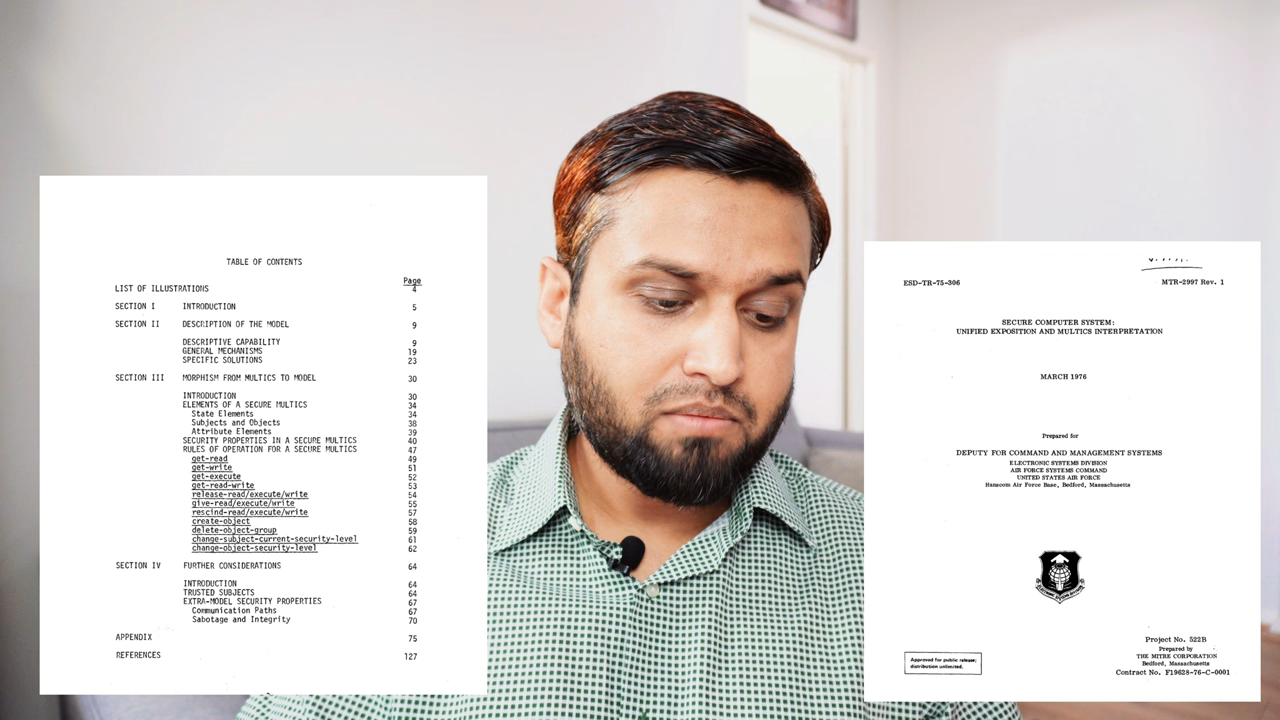 TABLE OF CONTENTS
Page
LIST OF ILLUSTRATIONS 4
SECTION I INTRODUCTION 5
SECTION II DESCRIPTION OF THE MODEL 9
DESCRIPTIVE CAPABILITY 9
GENERAL MECHANISMS 19
SPECIFIC SOLUTIONS 23
SECTION III MORPHISM FROM MULTICS TO MODEL 30
INTRODUCTION 30
ELEMENTS OF A SECURE MULTICS 34
State Elements 34
Subjects and Objects 38
Attribute Elements 39
SECURITY PROPERTIES IN A SECURE MULTICS 40
RULES OF OPERATION FOR A SECURE MULTICS 47
get-read 49
get-write 51
get-execute 52
get-read-write 53
release-read/execute/write 54
give-read/execute/write 55
rescind-read/execute/write 57
create-object 58
delete-object-group 59
change-subject-current-security-level 61
change-object-security-level 62
SECTION IV FURTHER CONSIDERATIONS 64
INTRODUCTION 64
TRUSTED SUBJECTS 64
EXTRA-MODEL SECURITY PROPERTIES 67
Communication Paths 67
Sabotage and Integrity 70
APPENDIX 75
REFERENCES 127
ESD-TR-75-306 MTR-2997 Rev. 1
SECURE COMPUTER SYSTEM:
UNIFIED EXPOSITION AND MULTICS INTERPRETATION
MARCH 1976
Prepared for
DEPUTY FOR COMMAND AND MANAGEMENT SYSTEMS
ELECTRONIC SYSTEMS DIVISION
AIR FORCE SYSTEMS COMMAND
UNITED STATES AIR FORCE
Hanscom Air Force Base, Bedford, Massachusetts
Project No. 522B
Prepared by
THE MITRE CORPORATION
Bedford, Massachusetts
Contract No. F19628-76-C-0001
Approved for public release;
distribution unlimited.